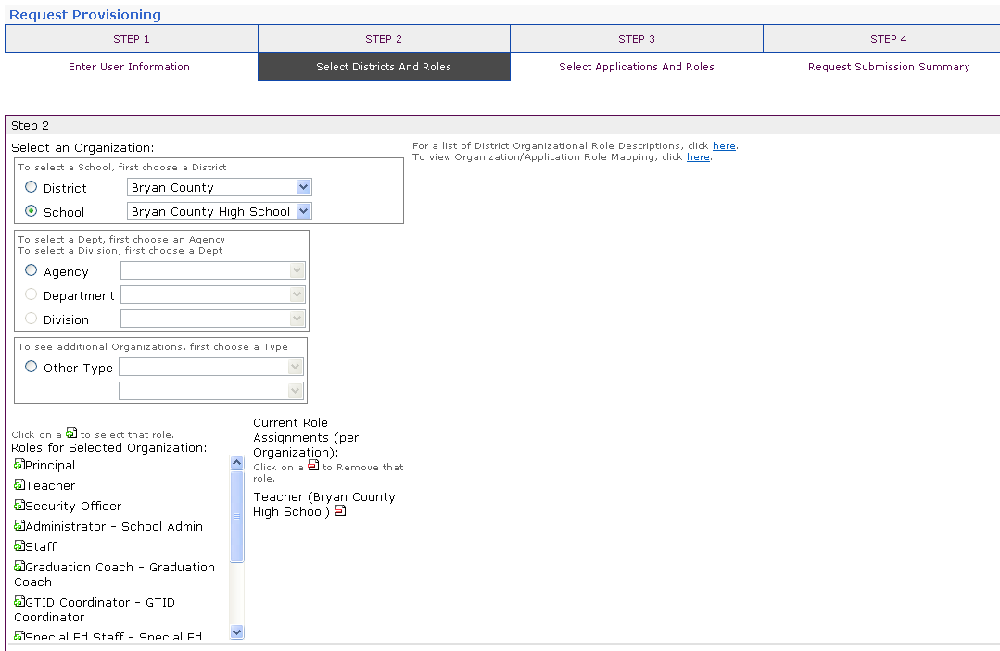 Request Provisioning
STEP 1
STEP 2
STEP 3
STEP 4
Enter User Information
Select Districts And Roles
Select Applications And Roles
Request Submission Summary
Step 2
Select an Organization:
For a list of District Organizational Role Descriptions, click here.
To view Organization/Application Role Mapping, click here.
To select a School, first choose a District
District
Bryan County
School
Bryan County High School
To select a Dept, first choose an Agency
To select a Division, first choose a Dept
Agency
Department
Division
To see additional Organizations, first choose a Type
Other Type
Click on a to select that role.
Roles for Selected Organization:
Principal
Teacher
Security Officer
Administrator - School Admin
Staff
Graduation Coach - Graduation
Coach
GTID Coordinator - GTID
Coordinator
Special Ed Staff - Special Ed
Current Role
Assignments (per
Organization):
Click on a to Remove that
role.
Teacher (Bryan County
High School)